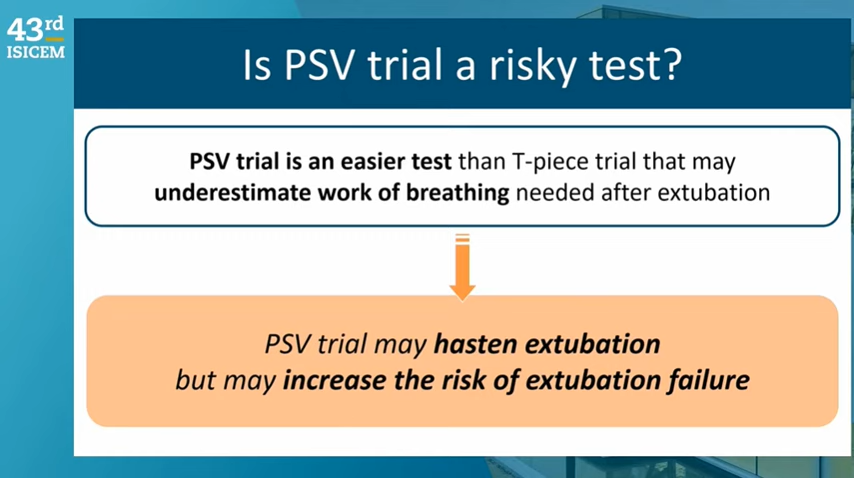 43rd
ISICEM
Is PSV trial a risky test?
PSV trial is an easier test than T-piece trial that may
underestimate work of breathing needed after extubation
PSV trial may hasten extubation
but may increase the risk of extubation failure